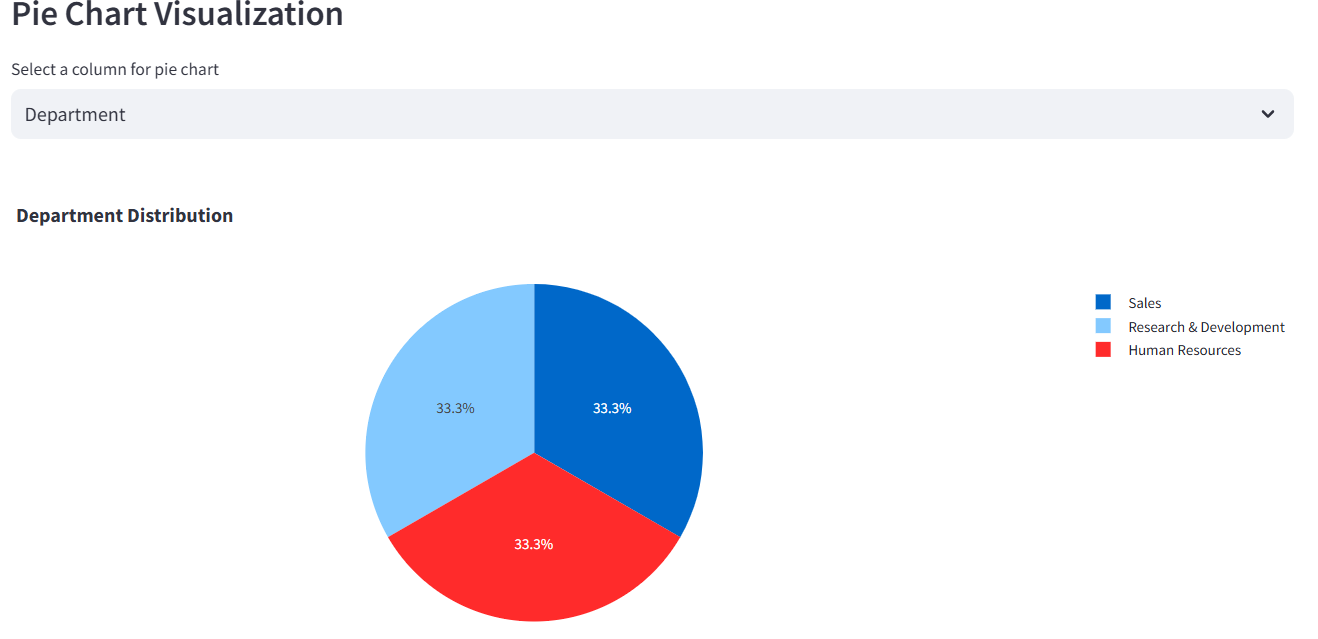 Pie Chart Visualization
Select a column for pie chart
Department
Department Distribution
Sales
Research & Development
Human Resources
33.3%
33.3%
33.3%